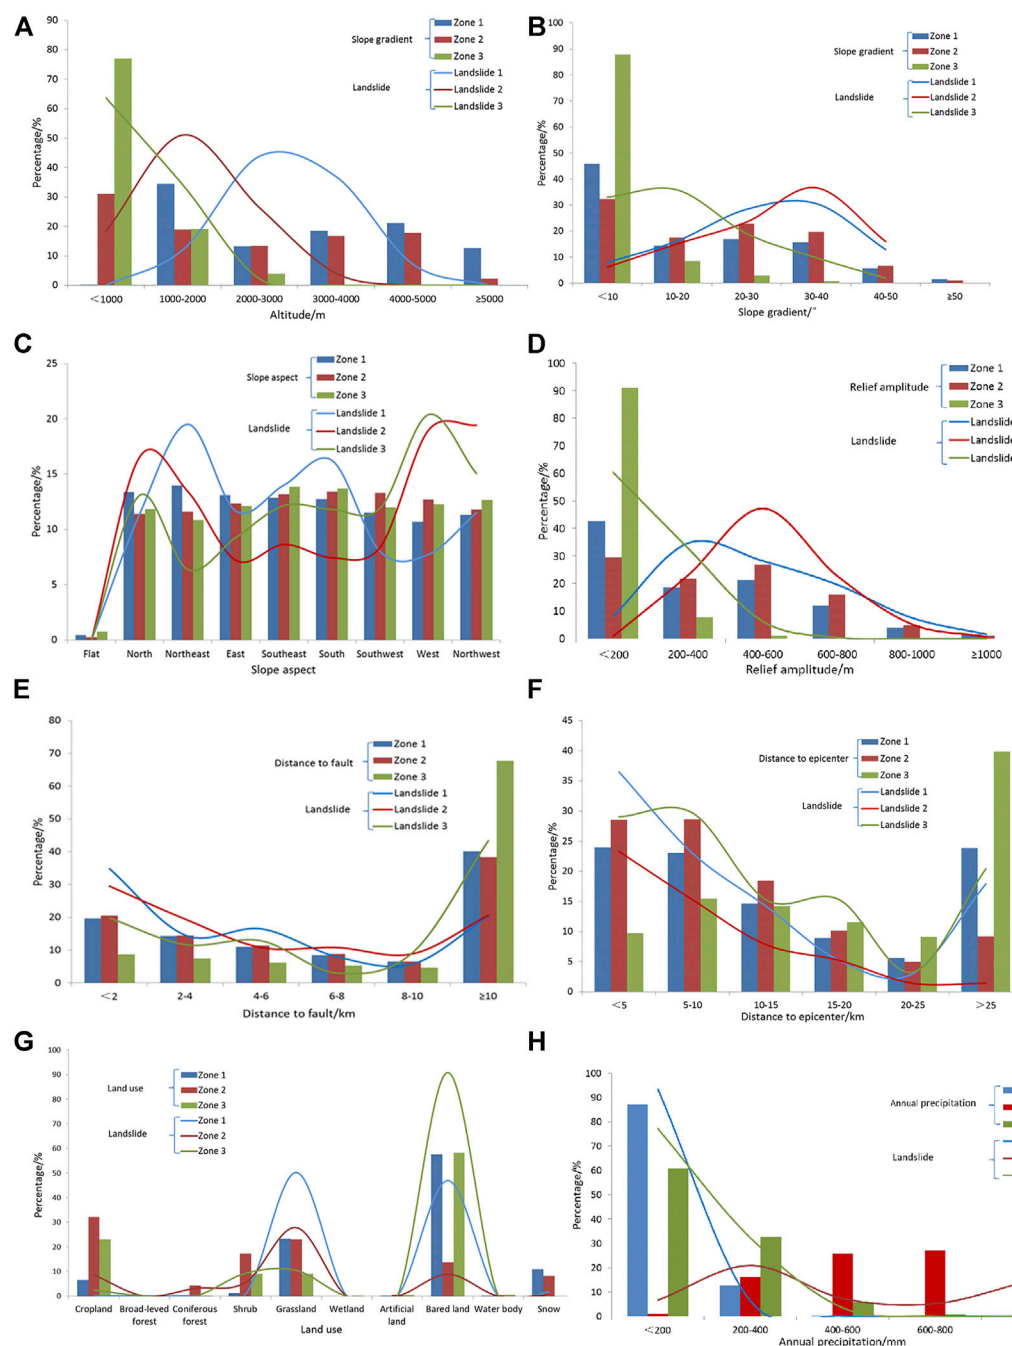 A
90
80
70
60
50
40
30
20
10
0
Percentage/%
Slope gradient
Zone 1
Zone 2
Zone 3
Landslide
Landslide 1
Landslide 2
Landslide 3
<1000 1000-2000 2000-3000 3000-4000 4000-5000 ≥5000
Altitude/m
B
100
90
80
70
60
50
40
30
20
10
0
Percentage/%
Slope gradient
Zone 1
Zone 2
Zone 3
Landslide
Landslide 1
Landslide 2
Landslide 3
<10 10-20 20-30 30-40 40-50 ≥50
Slope gradient/°
C
25
20
15
10
5
0
Percentage/%
Slope aspect
Zone 1
Zone 2
Zone 3
Landslide
Landslide 1
Landslide 2
Landslide 3
Flat North Northeast East Southeast South Southwest West Northwest
Slope aspect
D
100
90
80
70
60
50
40
30
20
10
0
Percentage/%
Relief amplitude
Zone 1
Zone 2
Zone 3
Landslide
Landslide
Landslide
Landslide
<200 200-400 400-600 600-800 800-1000 ≥1000
Relief amplitude/m
E
80
70
60
50
40
30
20
10
0
Percentage/%
Distance to fault
Zone 1
Zone 2
Zone 3
Landslide
Landslide 1
Landslide 2
Landslide 3
<2 2-4 4-6 6-8 8-10 ≥10
Distance to fault/km
F
45
40
35
30
25
20
15
10
5
0
Percentage/%
Distance to epicenter
Zone 1
Zone 2
Zone 3
Landslide
Landslide 1
Landslide 2
Landslide 3
<5 5-10 10-15 15-20 20-25 >25
Distance to epicenter/km
G
100
90
80
70
60
50
40
30
20
10
0
Percentage/%
Land use
Zone 1
Zone 2
Zone 3
Landslide
Zone 1
Zone 2
Zone 3
Cropland Broad-leved Coniferous Shrub Grassland Wetland Artificial Bared land Water body Snow
forest forest land
Land use
H
100
90
80
70
60
50
40
30
20
10
0
Percentage/%
Annual precipitation
Landslide
<200 200-400 400-600 600-800
Annual precipitation/mm